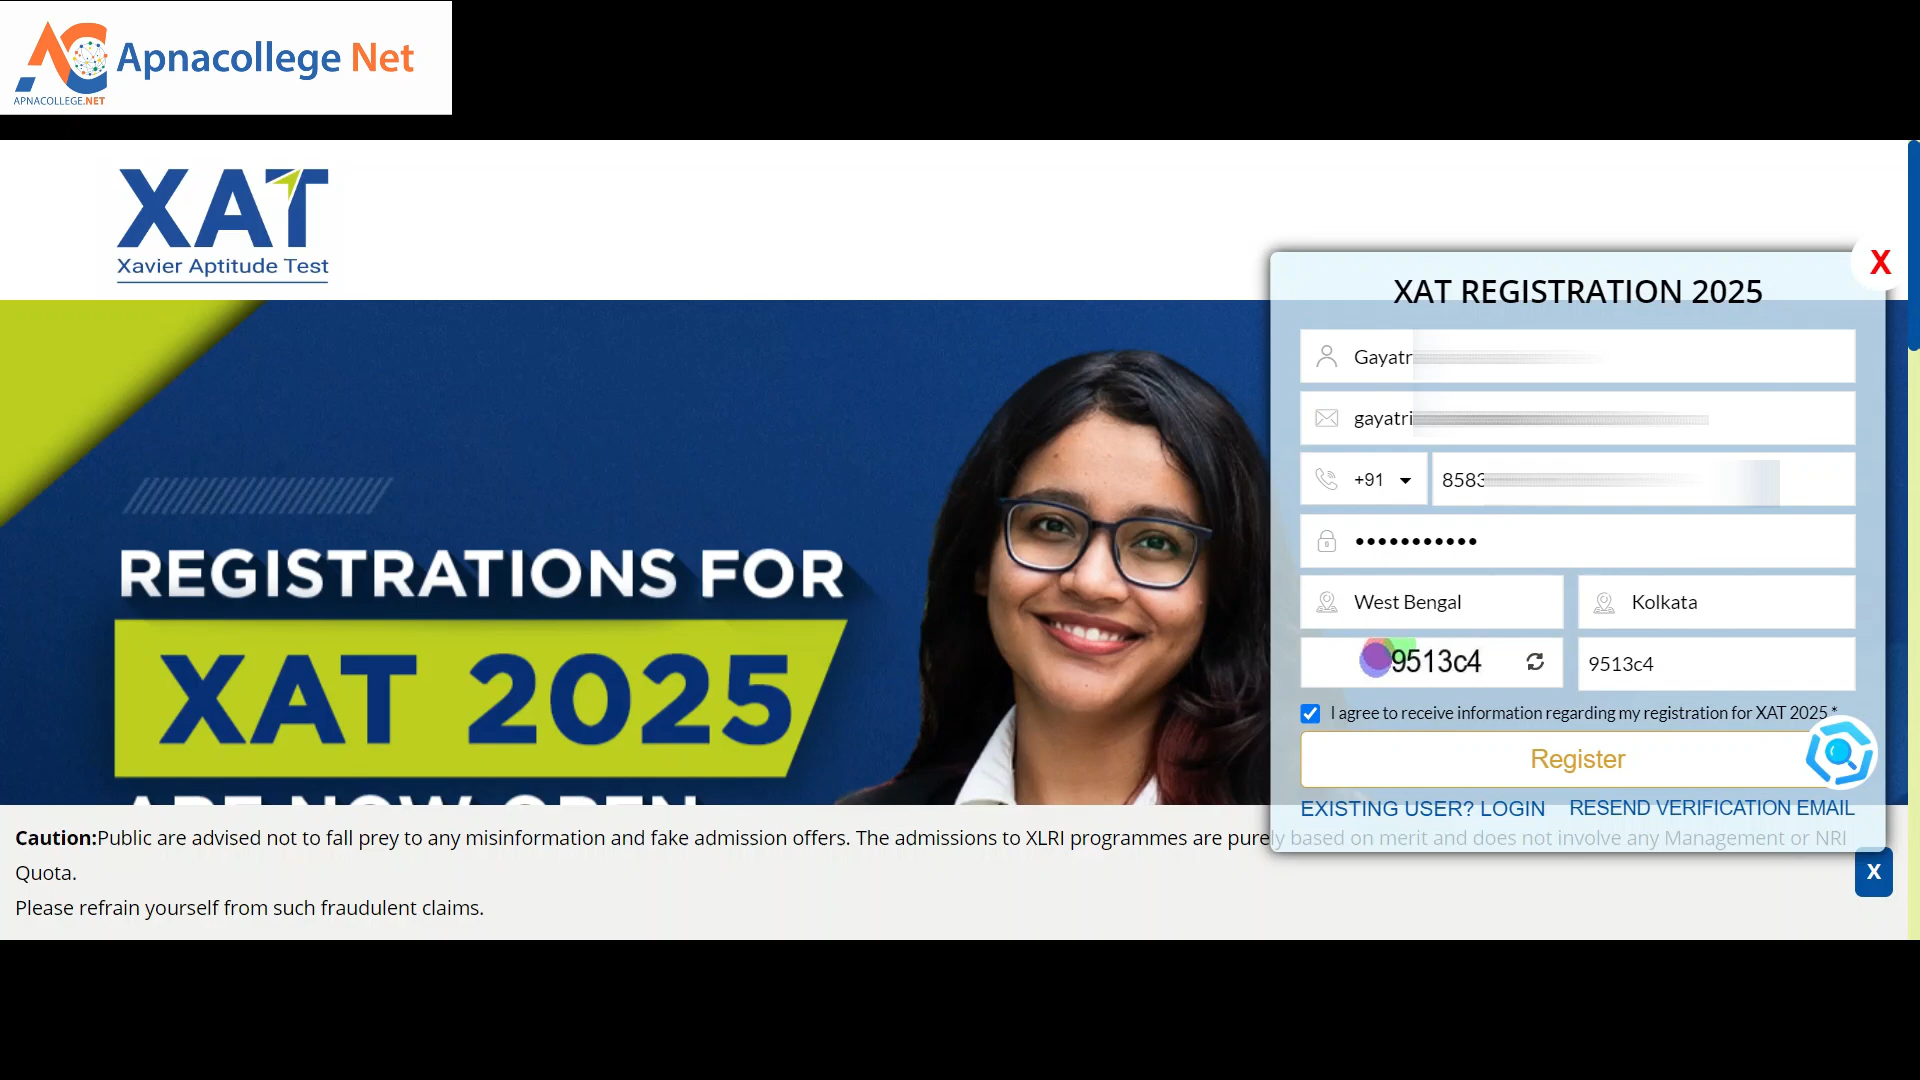 Apnacollege Net
APNACOLLEGE.NET
XAT
Xavier Aptitude Test
REGISTRATIONS FOR
XAT 2025
ARE NOW OPEN
X
XAT REGISTRATION 2025
Gayatr
gayatri
+91
8583
West Bengal
Kolkata
9513c4
9513c4
I agree to receive information regarding my registration for XAT 2025 *
Register
EXISTING USER? LOGIN
RESEND VERIFICATION EMAIL
Caution:Public are advised not to fall prey to any misinformation and fake admission offers. The admissions to XLRI programmes are purely based on merit and does not involve any Management or NRI
Quota.
Please refrain yourself from such fraudulent claims.
X